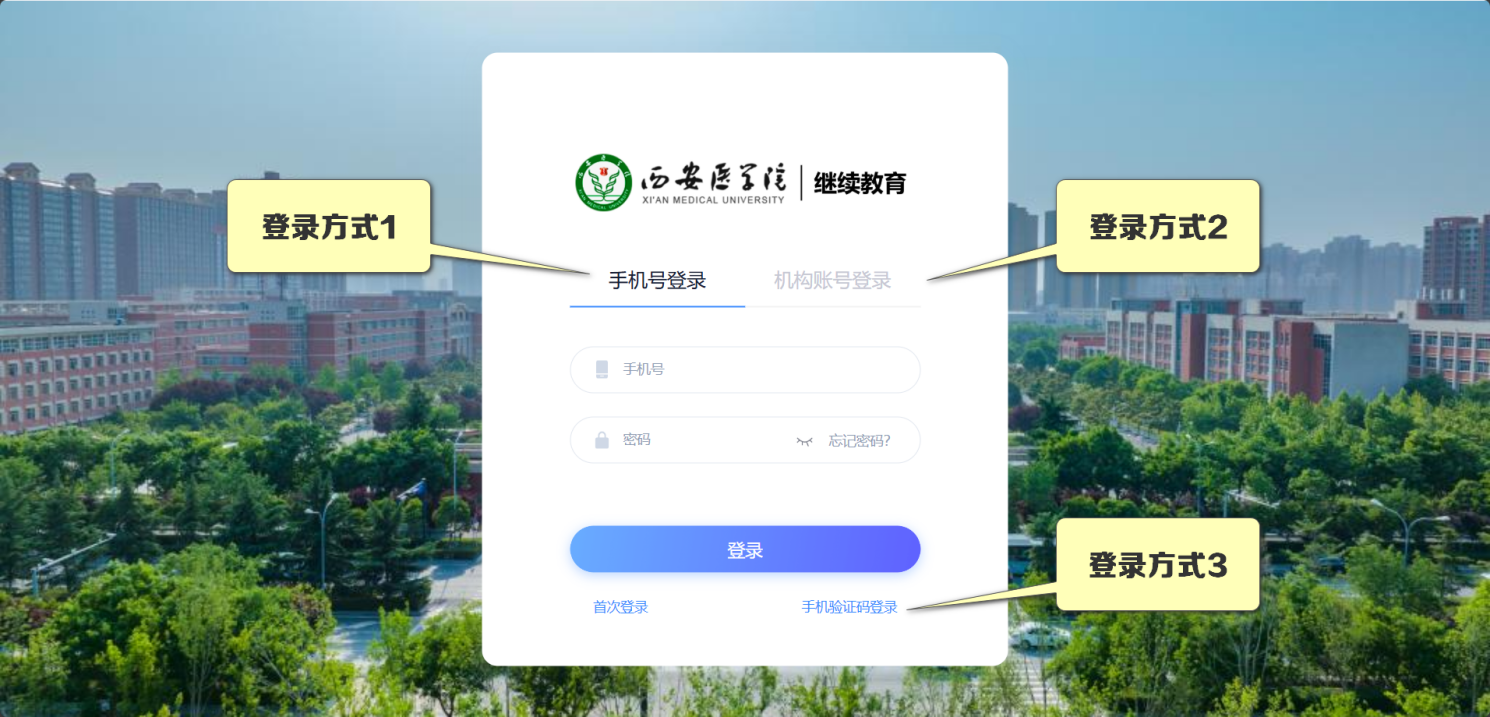 西安医学院 | 继续教育
XI'AN MEDICAL UNIVERSITY
登录方式1
登录方式2
手机号登录
机构账号登录
手机号
密码
忘记密码?
登录
登录方式3
首次登录
手机验证码登录